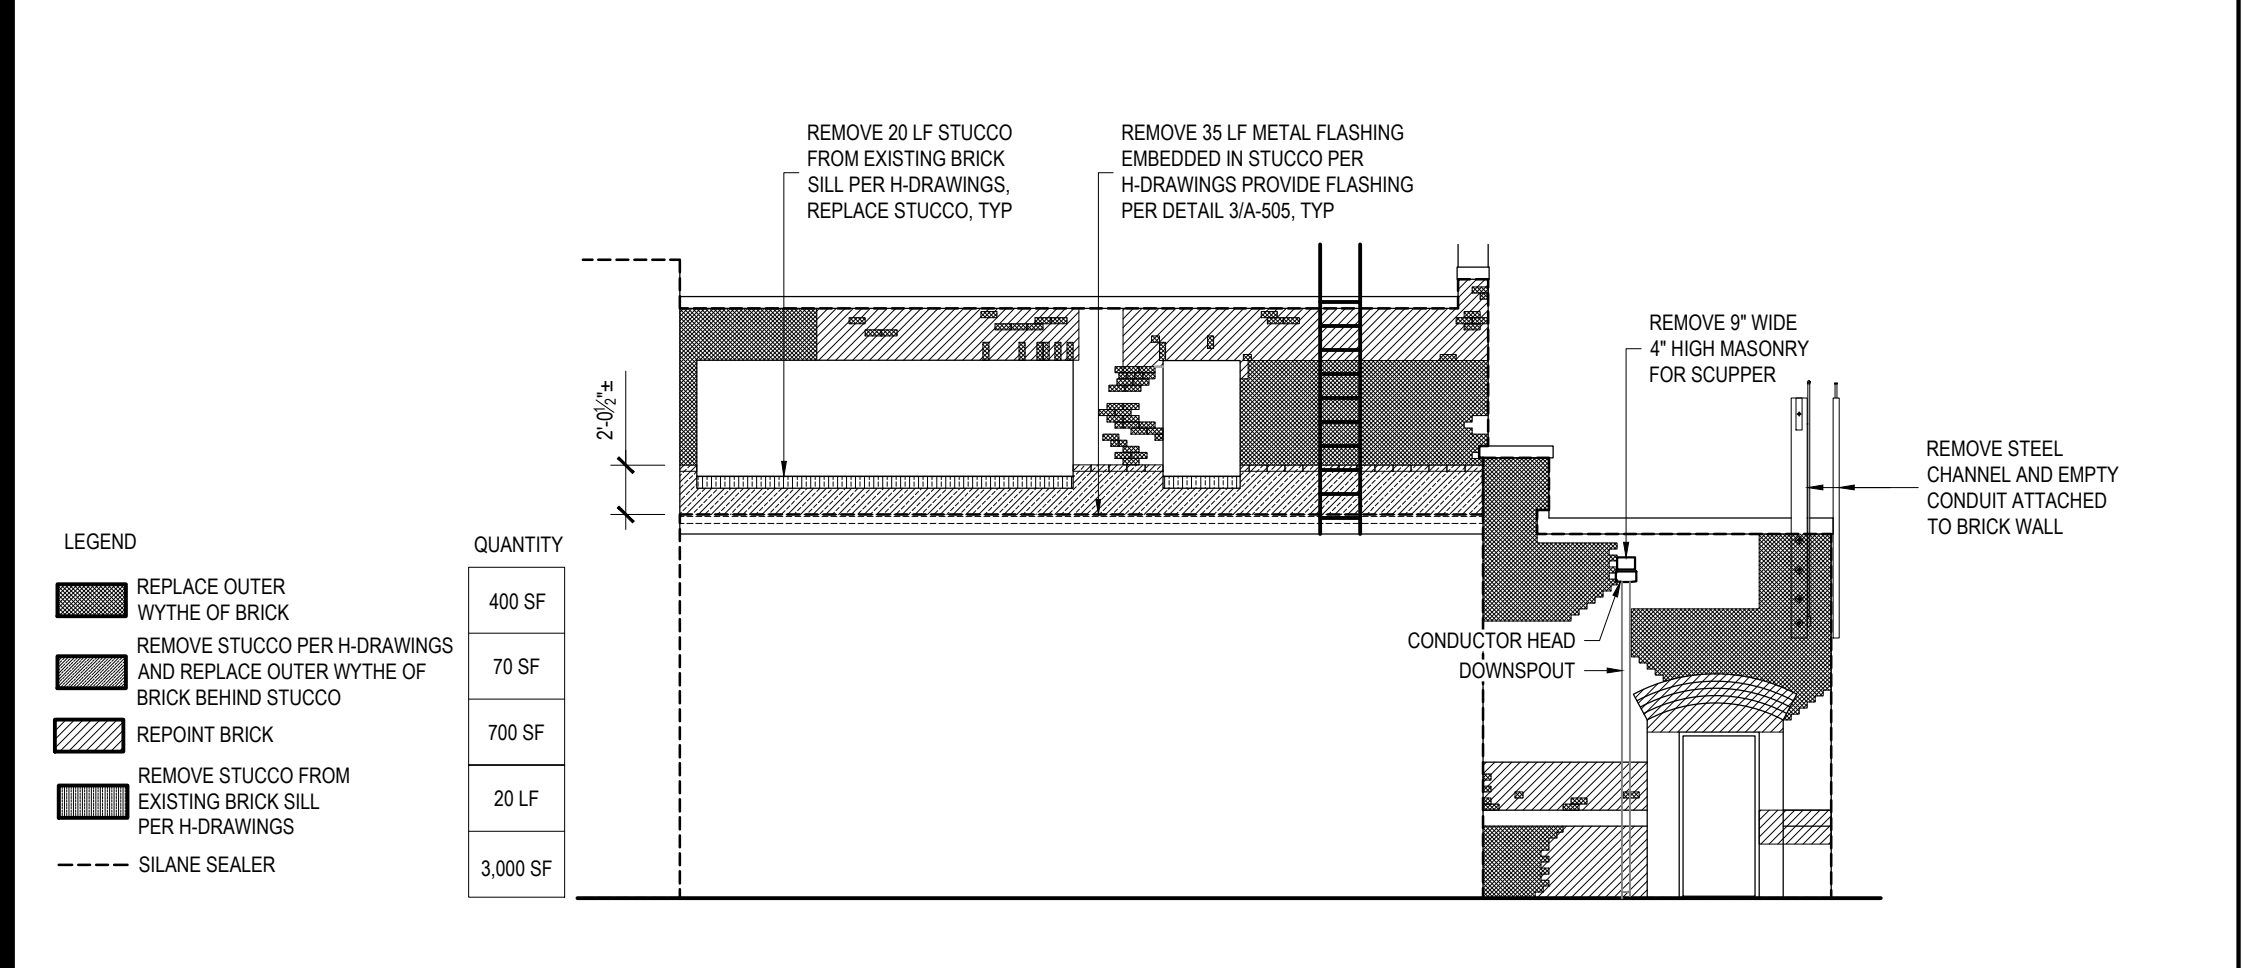 REMOVE 20 LF STUCCO
FROM EXISTING BRICK
SILL PER H-DRAWINGS,
REPLACE STUCCO, TYP
REMOVE 35 LF METAL FLASHING
EMBEDDED IN STUCCO PER
H-DRAWINGS PROVIDE FLASHING
PER DETAIL 3/A-505, TYP
REMOVE 9" WIDE
4" HIGH MASONRY
FOR SCUPPER
REMOVE STEEL
CHANNEL AND EMPTY
CONDUIT ATTACHED
TO BRICK WALL
2'-0½"±
CONDUCTOR HEAD
DOWNSPOUT
LEGEND
QUANTITY
REPLACE OUTER
WYTHE OF BRICK
400 SF
REMOVE STUCCO PER H-DRAWINGS
AND REPLACE OUTER WYTHE OF
BRICK BEHIND STUCCO
70 SF
REPOINT BRICK
700 SF
REMOVE STUCCO FROM
EXISTING BRICK SILL
PER H-DRAWINGS
20 LF
SILANE SEALER
3,000 SF